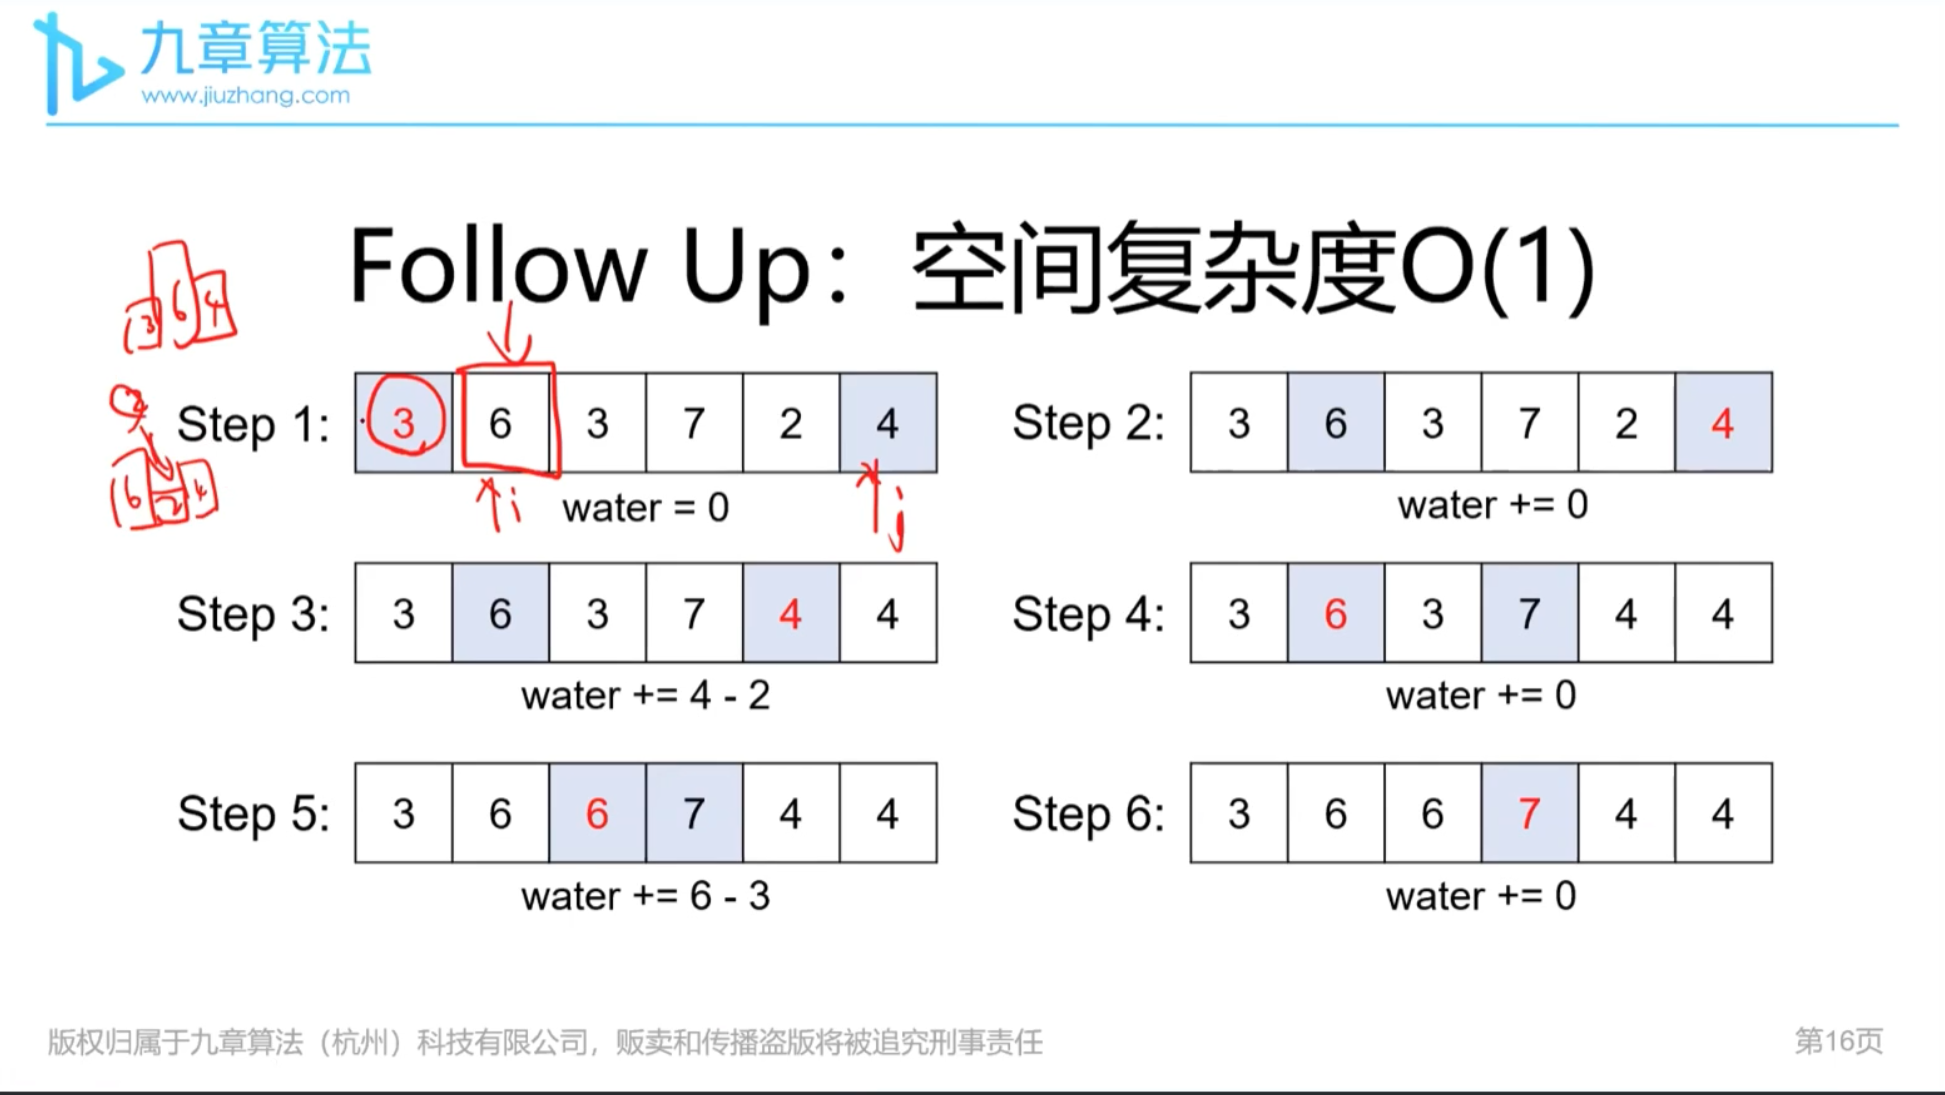 九章算法
www.jiuzhang.com
Follow Up：空间复杂度O(1)
3 6 4
Step 1: 3 6 3 7 2 4
i water = 0 j
Step 2: 3 6 3 7 2 4
water += 0
6 2 4
Step 3: 3 6 3 7 4 4
water += 4 - 2
Step 4: 3 6 3 7 4 4
water += 0
Step 5: 3 6 6 7 4 4
water += 6 - 3
Step 6: 3 6 6 7 4 4
water += 0
版权归属于九章算法（杭州）科技有限公司，贩卖和传播盗版将被追究刑事责任
第16页